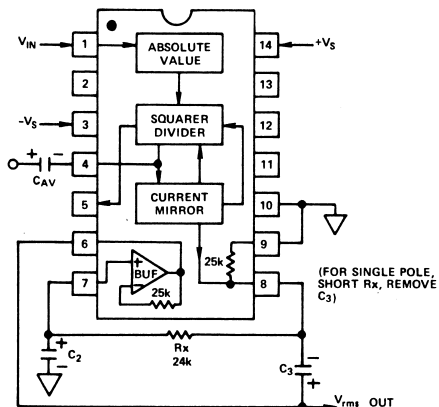 V_IN
1
ABSOLUTE
VALUE
14
+V_S
2
13
-V_S
3
SQUARER
DIVIDER
12
+
-
4
C_AV
11
5
CURRENT
MIRROR
10
6
9
25k
BUF
+
-
7
25k
8
(FOR SINGLE POLE,
SHORT Rx, REMOVE
C3)
+
C2
Rx
24k
C3
-
+
V_rms OUT